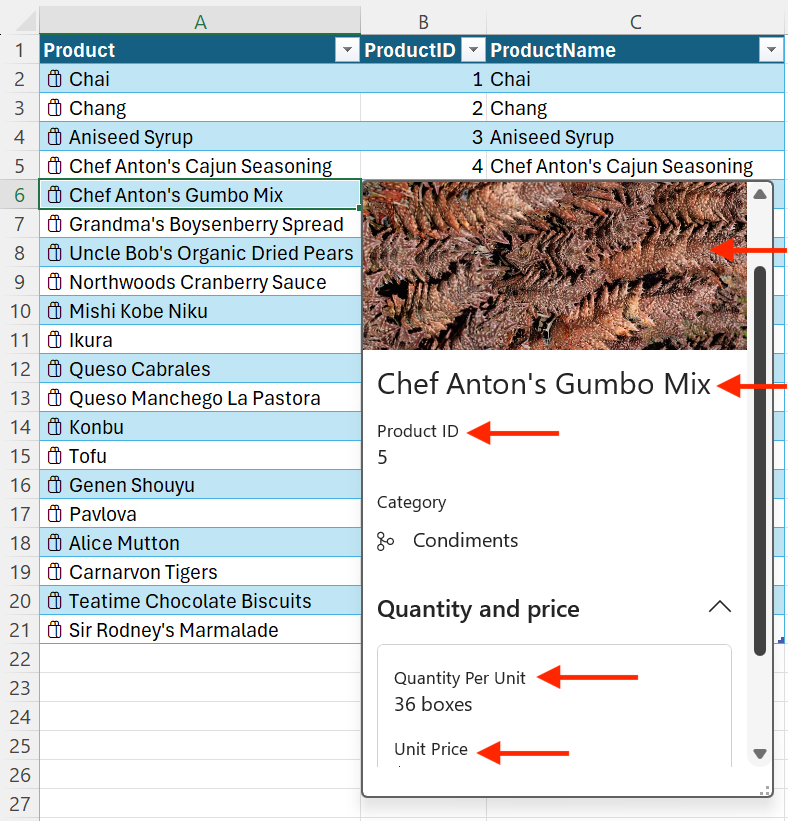 A B C
1 Product ProductID ProductName
2 Chai 1 Chai
3 Chang 2 Chang
4 Aniseed Syrup 3 Aniseed Syrup
5 Chef Anton's Cajun Seasoning 4 Chef Anton's Cajun Seasoning
6 Chef Anton's Gumbo Mix
7 Grandma's Boysenberry Spread
8 Uncle Bob's Organic Dried Pears
9 Northwoods Cranberry Sauce
10 Mishi Kobe Niku
11 Ikura
12 Queso Cabrales
13 Queso Manchego La Pastora
14 Konbu
15 Tofu
16 Genen Shouyu
17 Pavlova
18 Alice Mutton
19 Carnarvon Tigers
20 Teatime Chocolate Biscuits
21 Sir Rodney's Marmalade
22
23
24
25
26
27
Chef Anton's Gumbo Mix
Product ID
5
Category
Condiments
Quantity and price
Quantity Per Unit
36 boxes
Unit Price